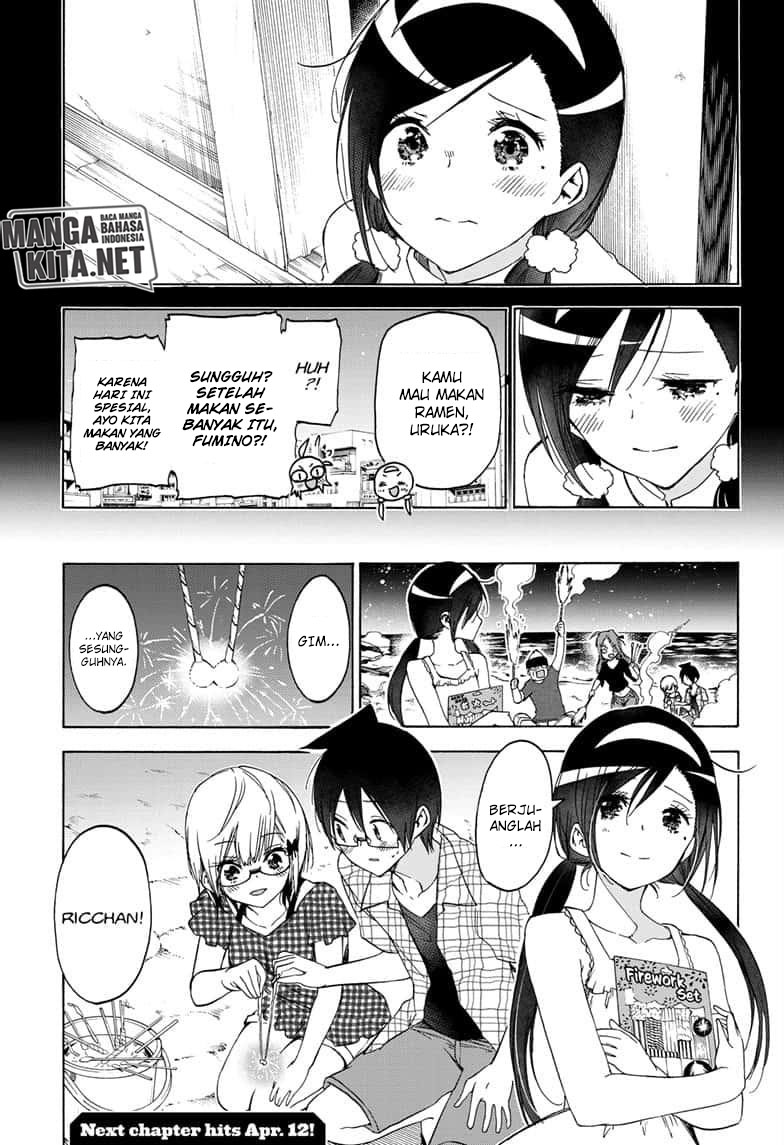 MANGA
KITA.NET
BACA MANGA
BAHASA
INDONESIA
KAMU
MAU MAKAN
RAMEN,
URUKA?!
HUH
?!
SUNGGUH?
SETELAH
MAKAN SE-
BANYAK ITU,
FUMINO?!
KARENA
HARI INI
SPESIAL,
AYO KITA
MAKAN YANG
BANYAK!
GIM...
...YANG
SESUNG-
GUHNYA.
BERJU-
ANGLAH
...
RICCHAN!
Firework
Set
Next chapter hits Apr. 12!